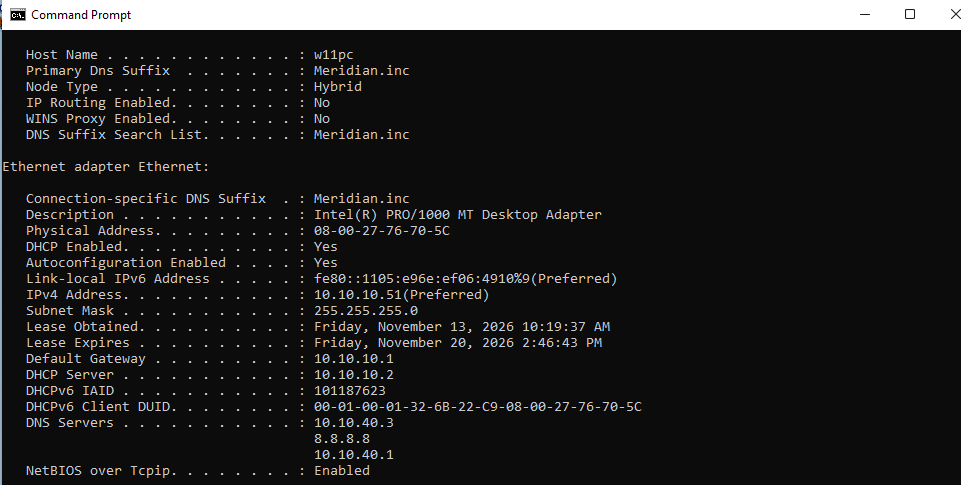 Command Prompt
Host Name . . . . . . . . . . . . : w11pc
Primary Dns Suffix  . . . . . . . : Meridian.inc
Node Type . . . . . . . . . . . . : Hybrid
IP Routing Enabled. . . . . . . . : No
WINS Proxy Enabled. . . . . . . . : No
DNS Suffix Search List. . . . . . : Meridian.inc
Ethernet adapter Ethernet:
Connection-specific DNS Suffix  . : Meridian.inc
Description . . . . . . . . . . . : Intel(R) PRO/1000 MT Desktop Adapter
Physical Address. . . . . . . . . : 08-00-27-76-70-5C
DHCP Enabled. . . . . . . . . . . : Yes
Autoconfiguration Enabled . . . . : Yes
Link-local IPv6 Address . . . . . : fe80::1105:e96e:ef06:4910%9(Preferred)
IPv4 Address. . . . . . . . . . . : 10.10.10.51(Preferred)
Subnet Mask . . . . . . . . . . . : 255.255.255.0
Lease Obtained. . . . . . . . . . : Friday, November 13, 2026 10:19:37 AM
Lease Expires . . . . . . . . . . : Friday, November 20, 2026 2:46:43 PM
Default Gateway . . . . . . . . . : 10.10.10.1
DHCP Server . . . . . . . . . . . : 10.10.10.2
DHCPv6 IAID . . . . . . . . . . . : 101187623
DHCPv6 Client DUID. . . . . . . . : 00-01-00-01-32-6B-22-C9-08-00-27-76-70-5C
DNS Servers . . . . . . . . . . . : 10.10.40.3
8.8.8.8
10.10.40.1
NetBIOS over Tcpip. . . . . . . . : Enabled